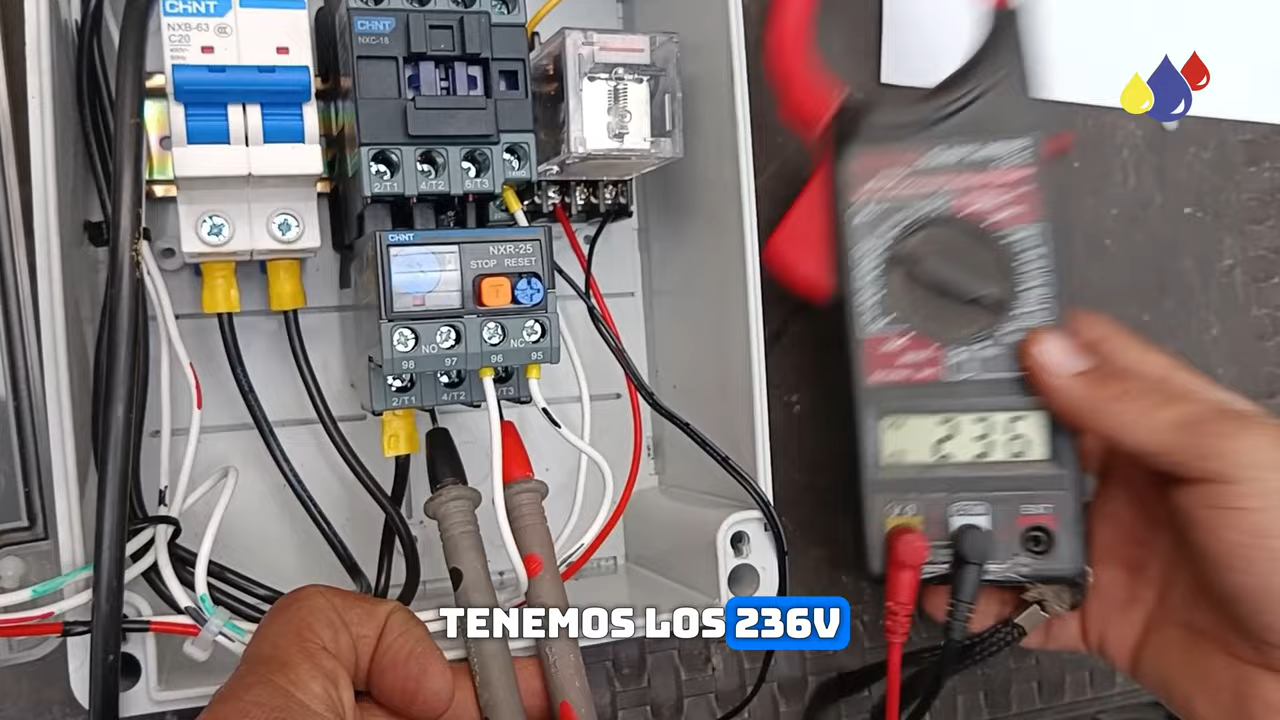 CHNT
NXB-63
C20
CHNT
NXC-18
2/T1 4/T2 6/T3
CHNT
NXR-25
STOP RESET
98 NO 97 96 NC 95
2/T1 4/T2 /T3
236
TENEMOS LOS 236V